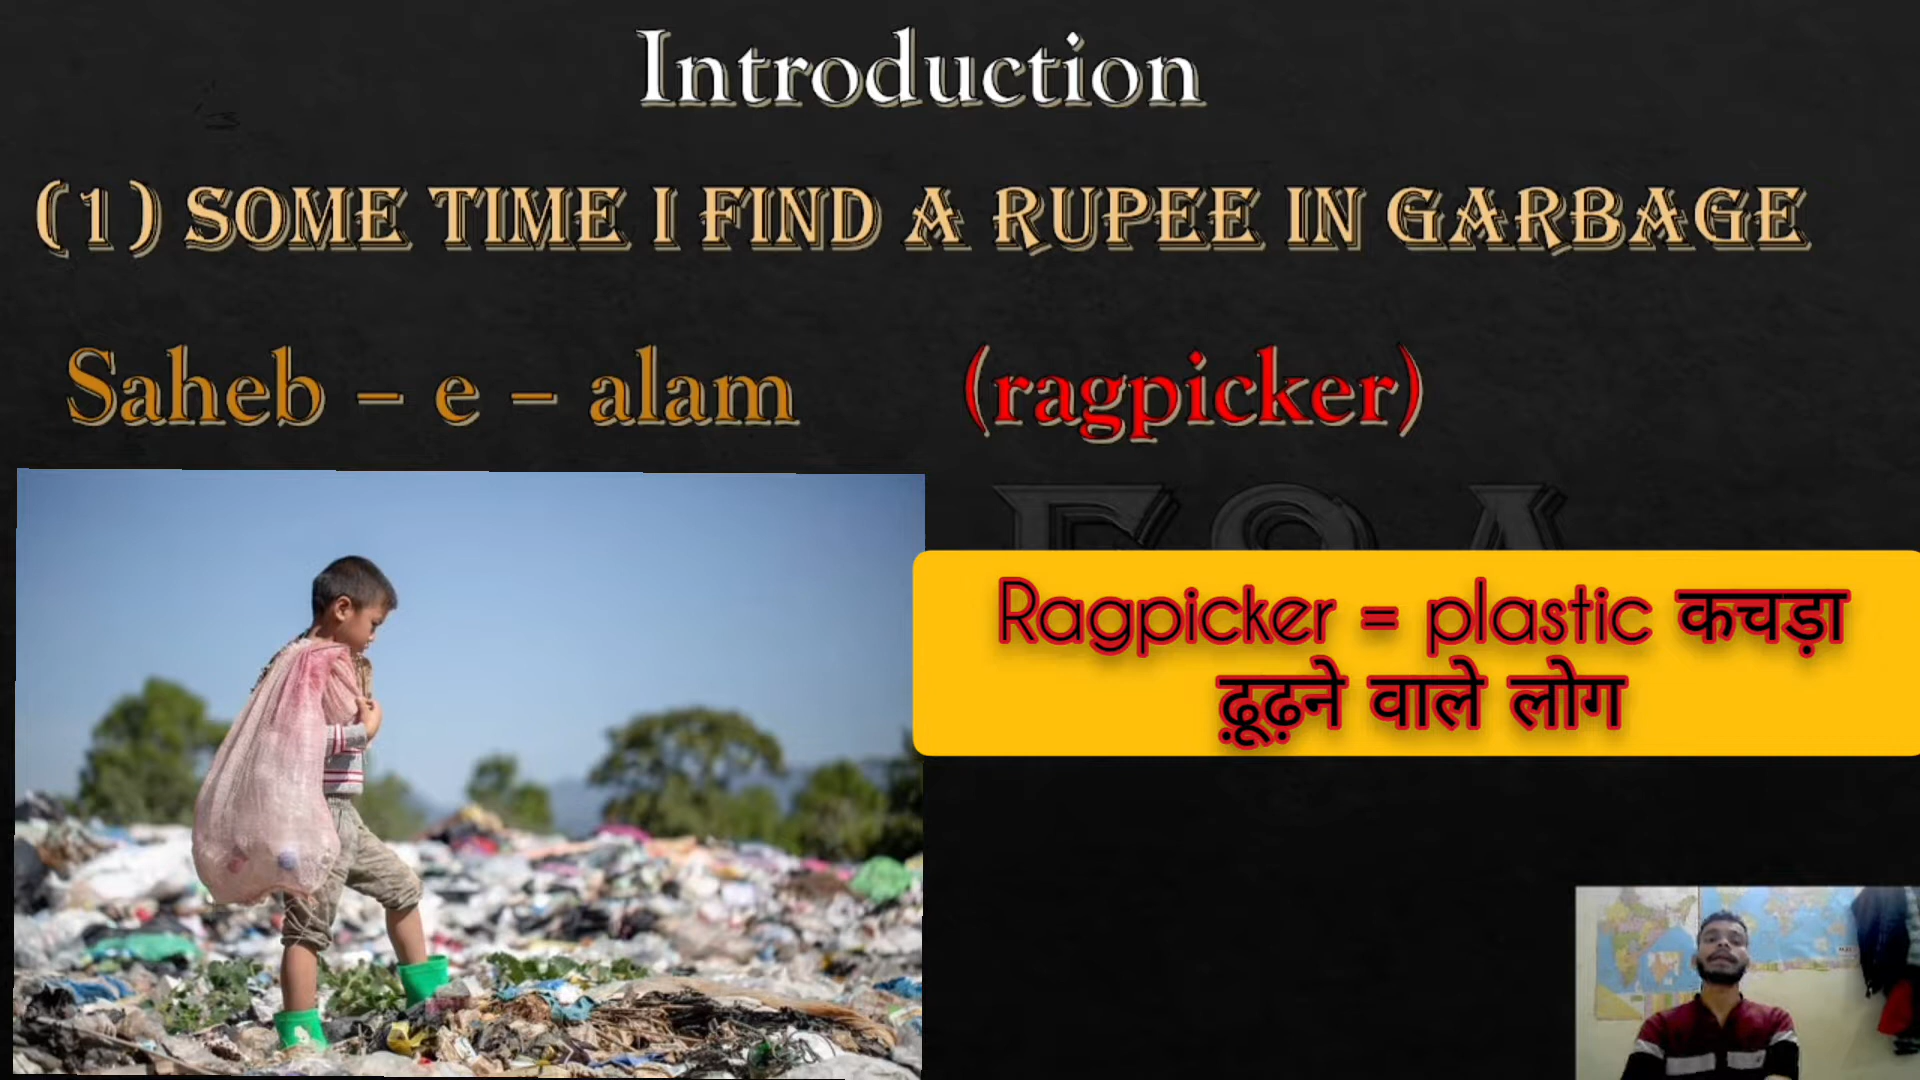 Introduction
(1) SOME TIME I FIND A RUPEE IN GARBAGE
Saheb – e – alam (ragpicker)
Ragpicker = plastic कचड़ा
ढ़ूढ़ने वाले लोग